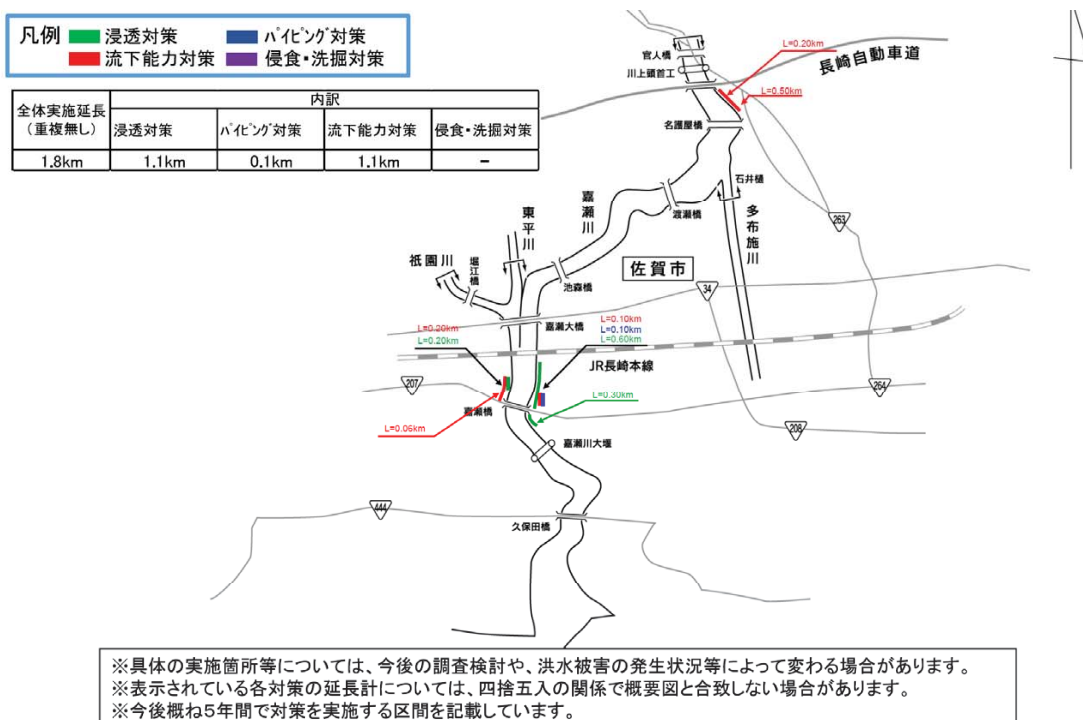 凡例 浸透対策 パイピング対策
流下能力対策 侵食・洗掘対策
全体実施延長
(重複無し)
内訳
浸透対策 パイピング対策 流下能力対策 侵食・洗掘対策
1.8km 1.1km 0.1km 1.1km －
官人橋
川上頭首工
L=0.20km
長崎自動車道
L=0.50km
名護屋橋
石井樋
嘉瀬川
渡瀬橋
多布施川
263
東平川
祇園川
堀江橋
池森橋
佐賀市
34
嘉瀬大橋
L=0.20km
L=0.20km
L=0.10km
L=0.10km
L=0.60km
JR長崎本線
207
264
L=0.30km
嘉瀬橋
L=0.06km
208
嘉瀬川大堰
444
久保田橋
※具体の実施箇所等については、今後の調査検討や、洪水被害の発生状況等によって変わる場合があります。
※表示されている各対策の延長計については、四捨五入の関係で概要図と合致しない場合があります。
※今後概ね5年間で対策を実施する区間を記載しています。